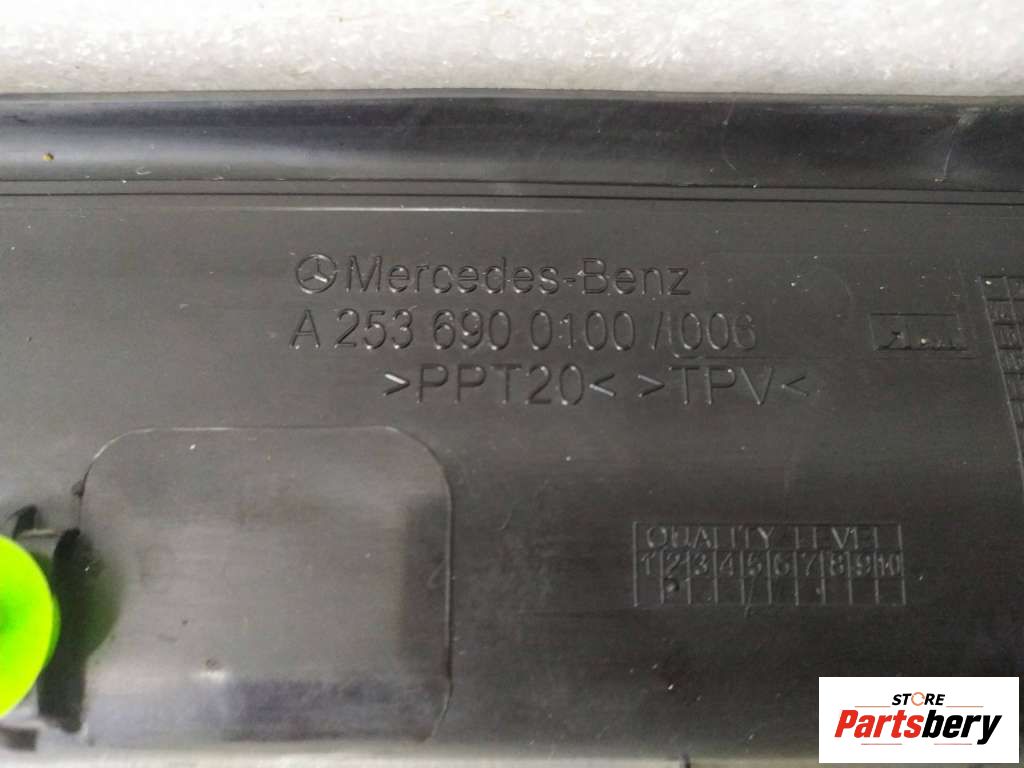 Mercedes-Benz
A 253 690 0100 /006
>PPT20< >TPV<
QUALITY LEVEL
1 2 3 4 5 6 7 8 9 10
STORE
Partsbery